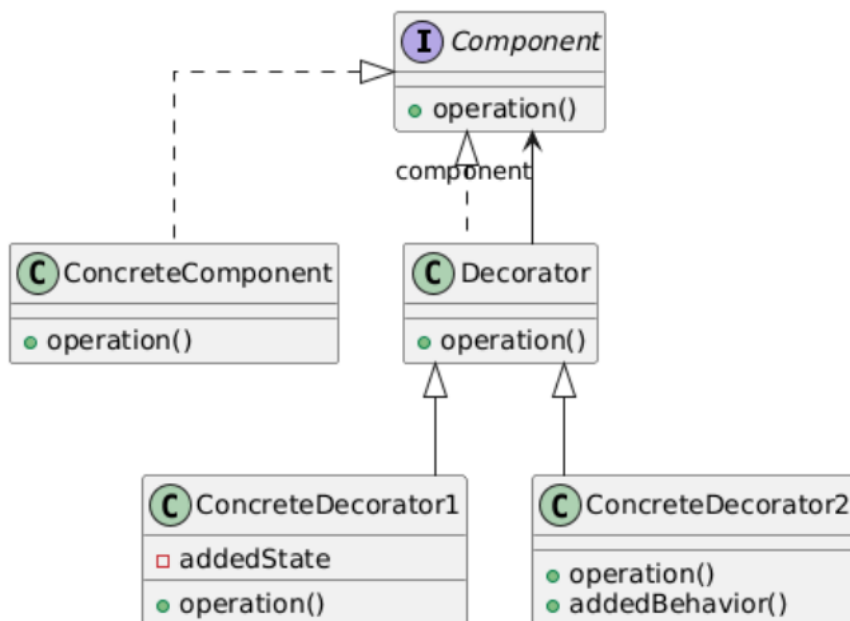 I Component
operation()
component
C ConcreteComponent
operation()
C Decorator
operation()
C ConcreteDecorator1
addedState
operation()
C ConcreteDecorator2
operation()
addedBehavior()